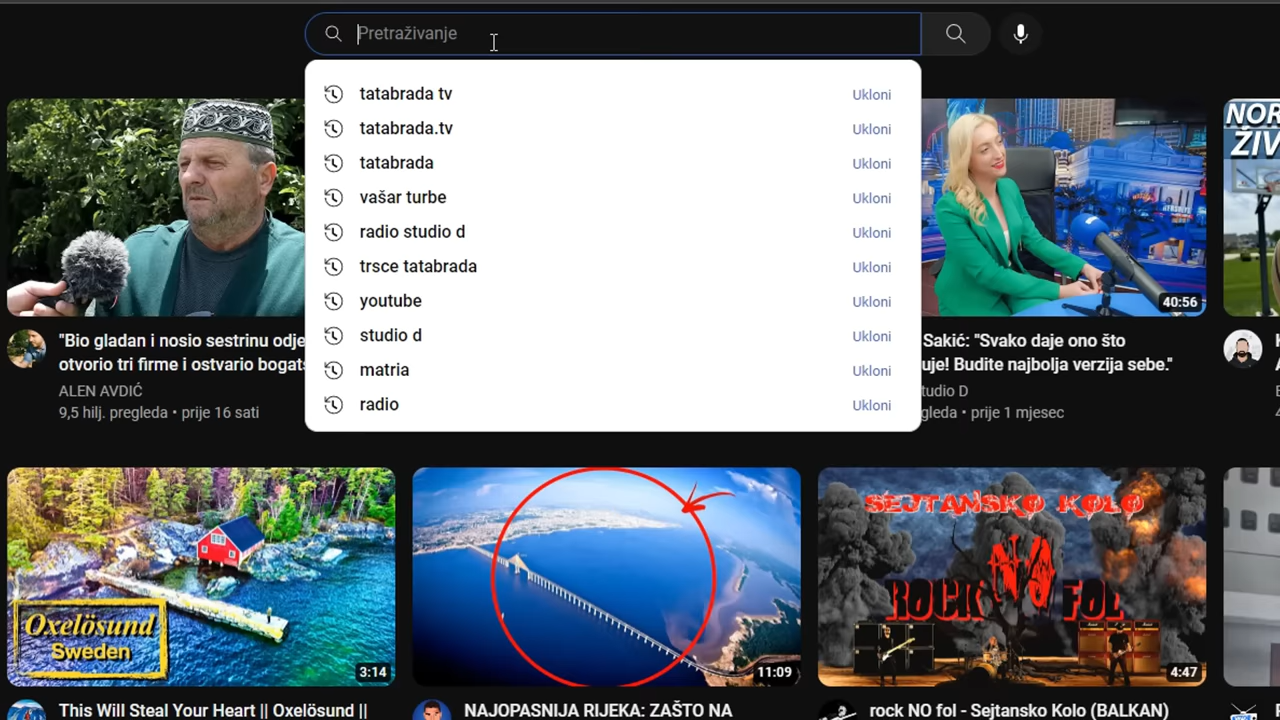 Pretraživanje
tatabrada tv
Ukloni
tatabrada.tv
Ukloni
tatabrada
Ukloni
vašar turbe
Ukloni
radio studio d
Ukloni
trsce tatabrada
Ukloni
youtube
Ukloni
studio d
Ukloni
matria
Ukloni
radio
Ukloni
"Bio gladan i nosio sestrinu odje
otvorio tri firme i ostvario bogat
ALEN AVDIĆ
9,5 hilj. pregleda • prije 16 sati
40:56
Sakić: "Svako daje ono što
uje! Budite najbolja verzija sebe."
tudio D
gleda • prije 1 mjesec
NOR
ŽIV
Oxelösund
Sweden
3:14
This Will Steal Your Heart || Oxelösund ||
11:09
NAJOPASNIJA RIJEKA: ZAŠTO NA
SEJTANSKO KOLO
ROCK NO FOL
4:47
rock NO fol - Sejtansko Kolo (BALKAN)